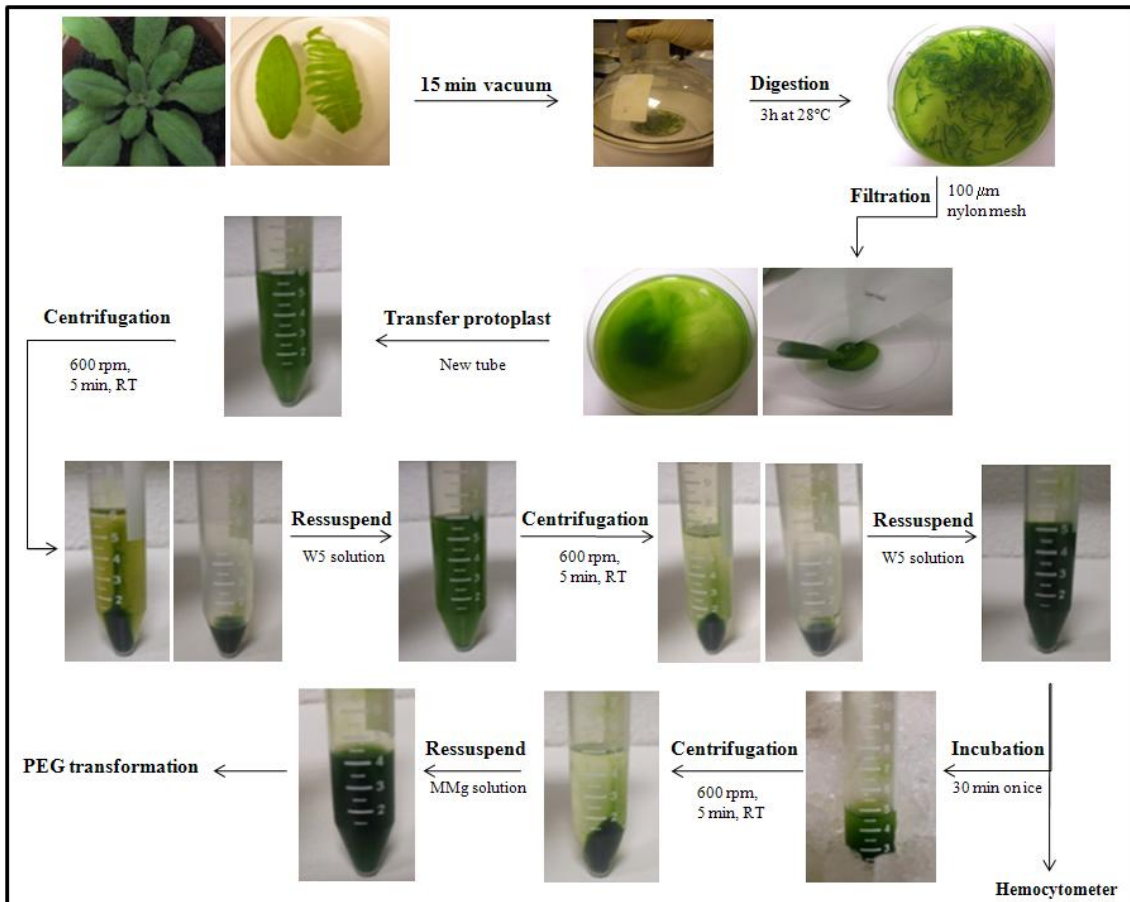 15 min vacuum
Digestion
3h at 28°C
Filtration
100 µm
nylon mesh
Transfer protoplast
New tube
Centrifugation
600 rpm,
5 min, RT
Ressuspend
W5 solution
Centrifugation
600 rpm,
5 min, RT
Ressuspend
W5 solution
Incubation
30 min on ice
Hemocytometer
Centrifugation
600 rpm,
5 min, RT
Ressuspend
MMg solution
PEG transformation